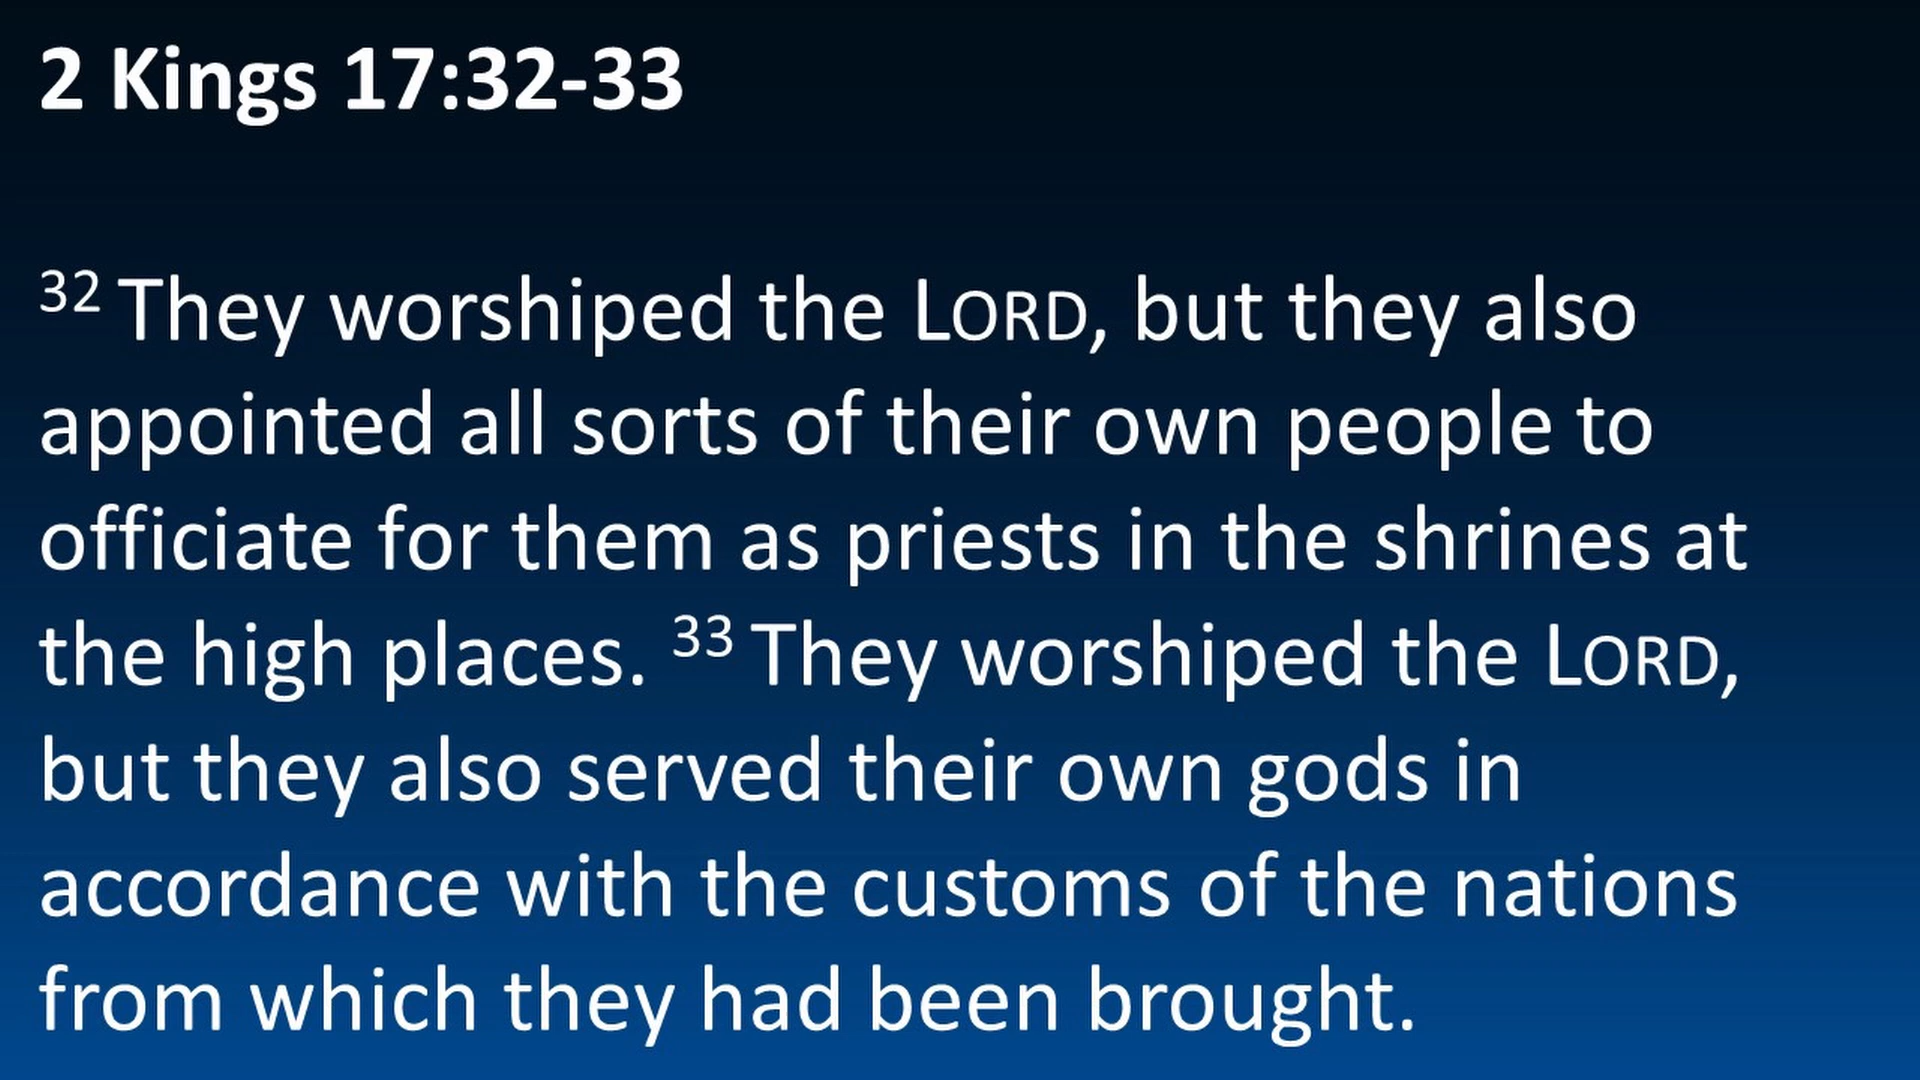 2 Kings 17:32-33
32 They worshiped the LORD, but they also
appointed all sorts of their own people to
officiate for them as priests in the shrines at
the high places. 33 They worshiped the LORD,
but they also served their own gods in
accordance with the customs of the nations
from which they had been brought.